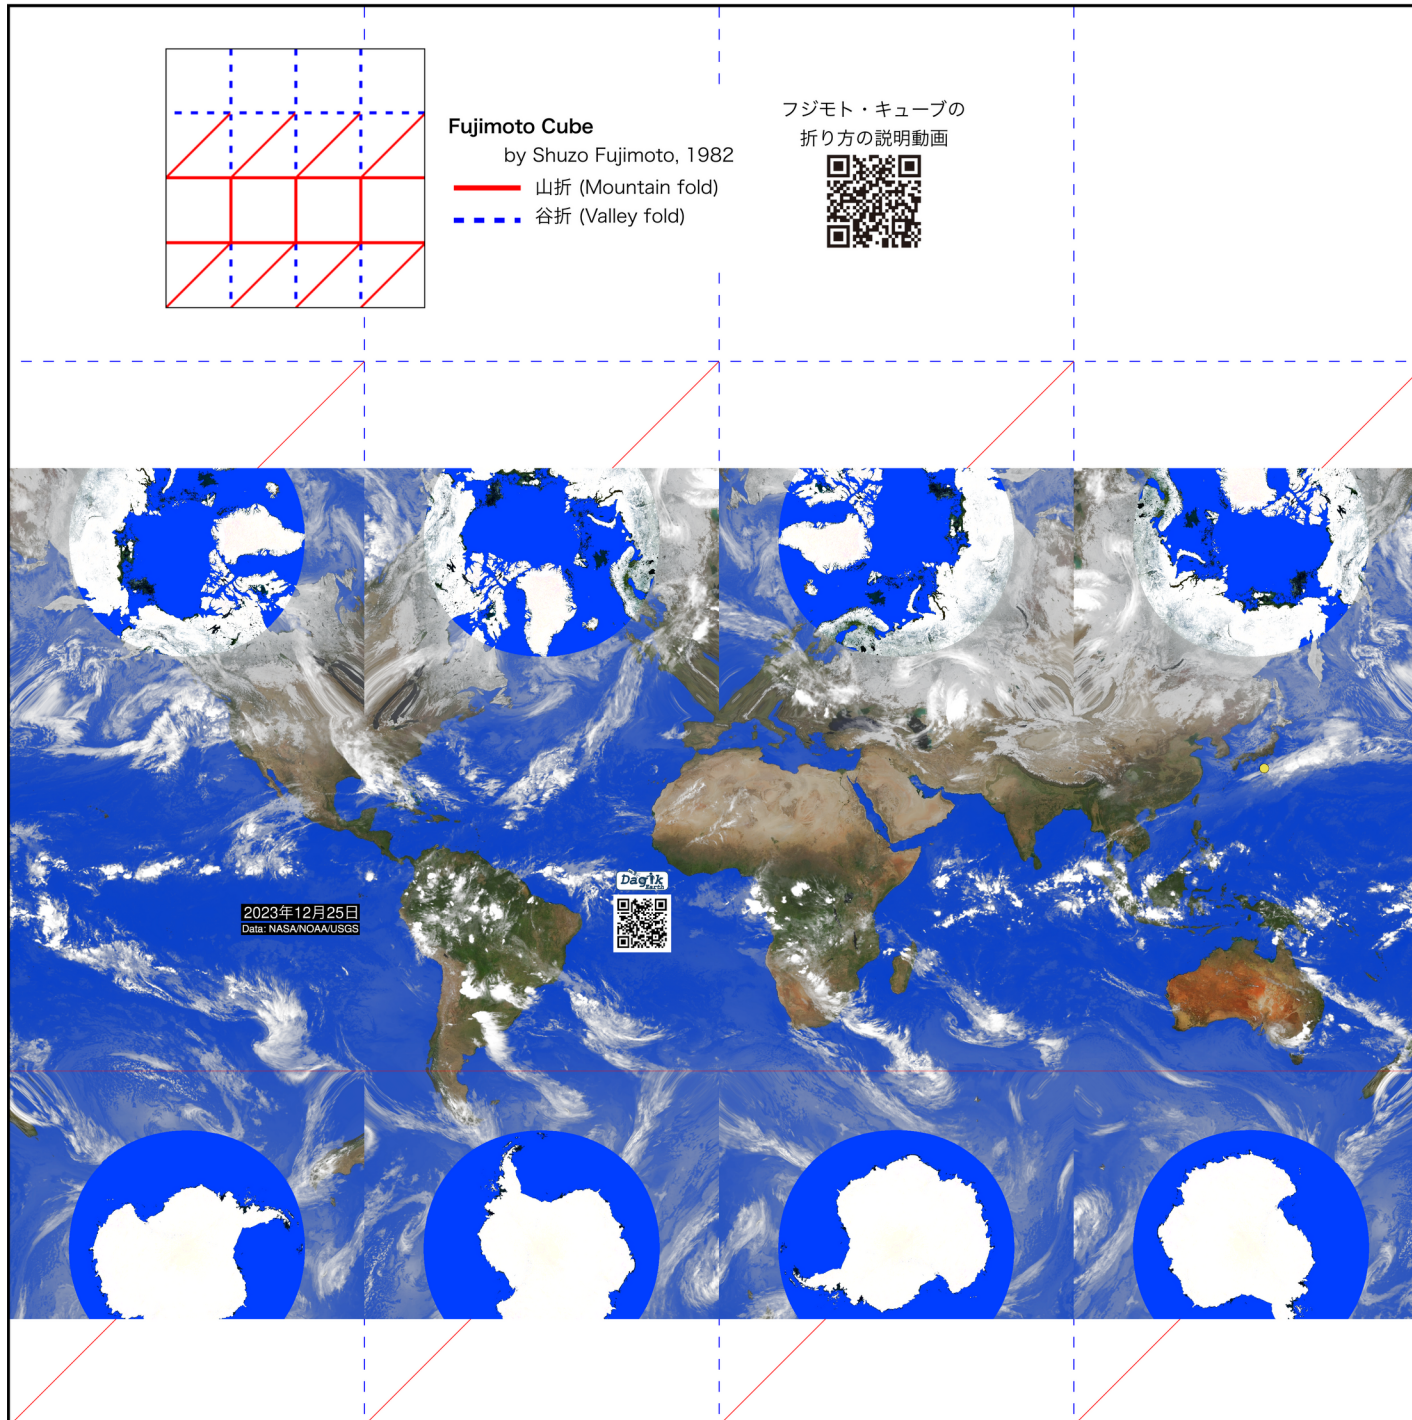 Fujimoto Cube
by Shuzo Fujimoto, 1982
山折 (Mountain fold)
谷折 (Valley fold)
フジモト・キューブの
折り方の説明動画
Dagik
Earth
2023年12月25日
Data: NASA/NOAA/USGS